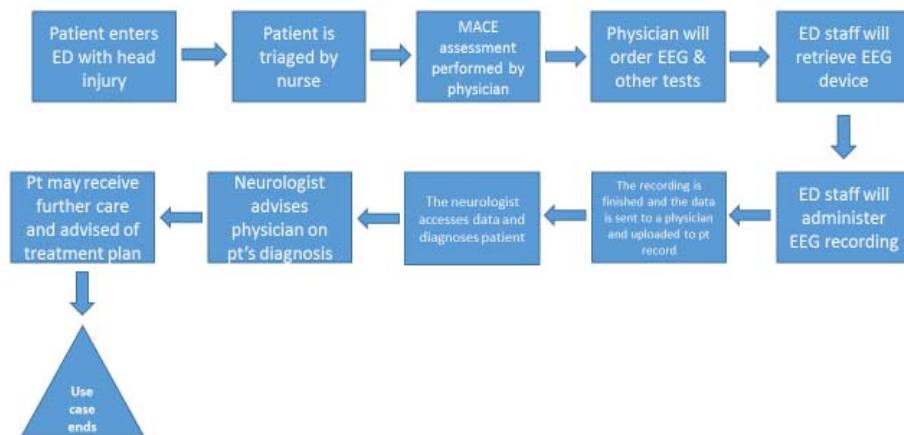 Patient enters
ED with head
injury
Patient is
triaged by
nurse
MACE
assessment
performed by
physician
Physician will
order EEG &
other tests
ED staff will
retrieve EEG
device
ED staff will
administer
EEG recording
The recording is
finished and the data
is sent to a physician
and uploaded to pt
record
The neurologist
accesses data and
diagnoses patient
Neurologist
advises
physician on
pt's diagnosis
Pt may receive
further care
and advised of
treatment plan
Use
case
ends